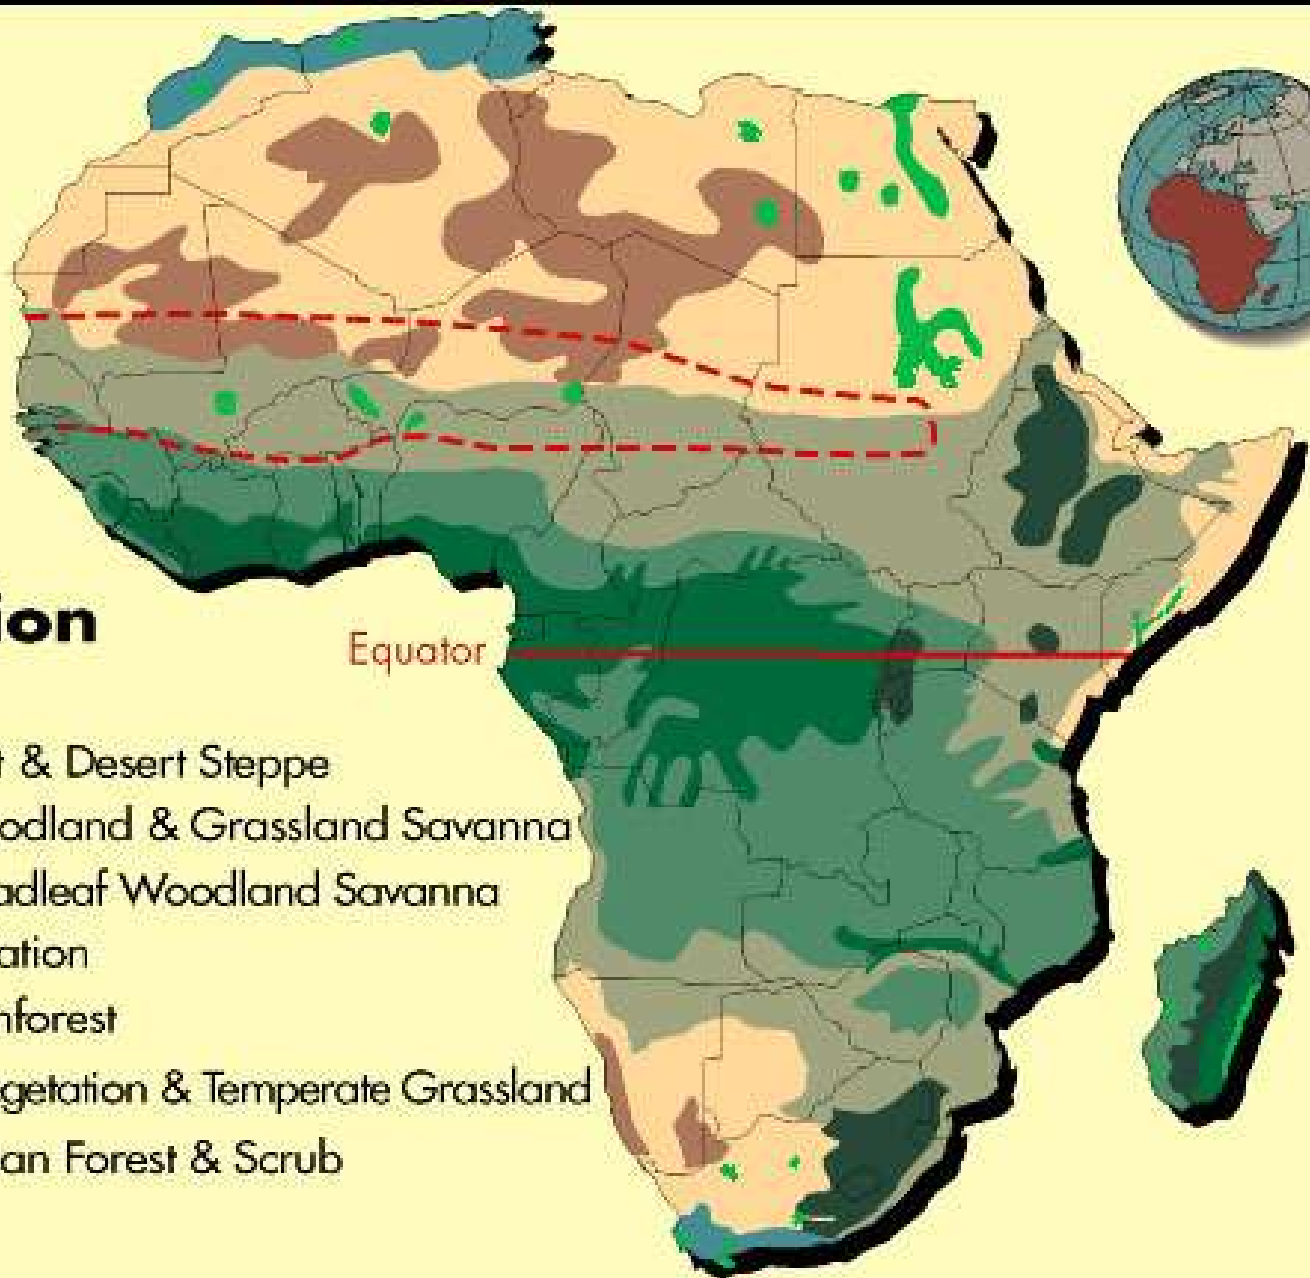 ion
Equator
t & Desert Steppe
odland & Grassland Savanna
adleaf Woodland Savanna
ation
nforest
getation & Temperate Grassland
an Forest & Scrub